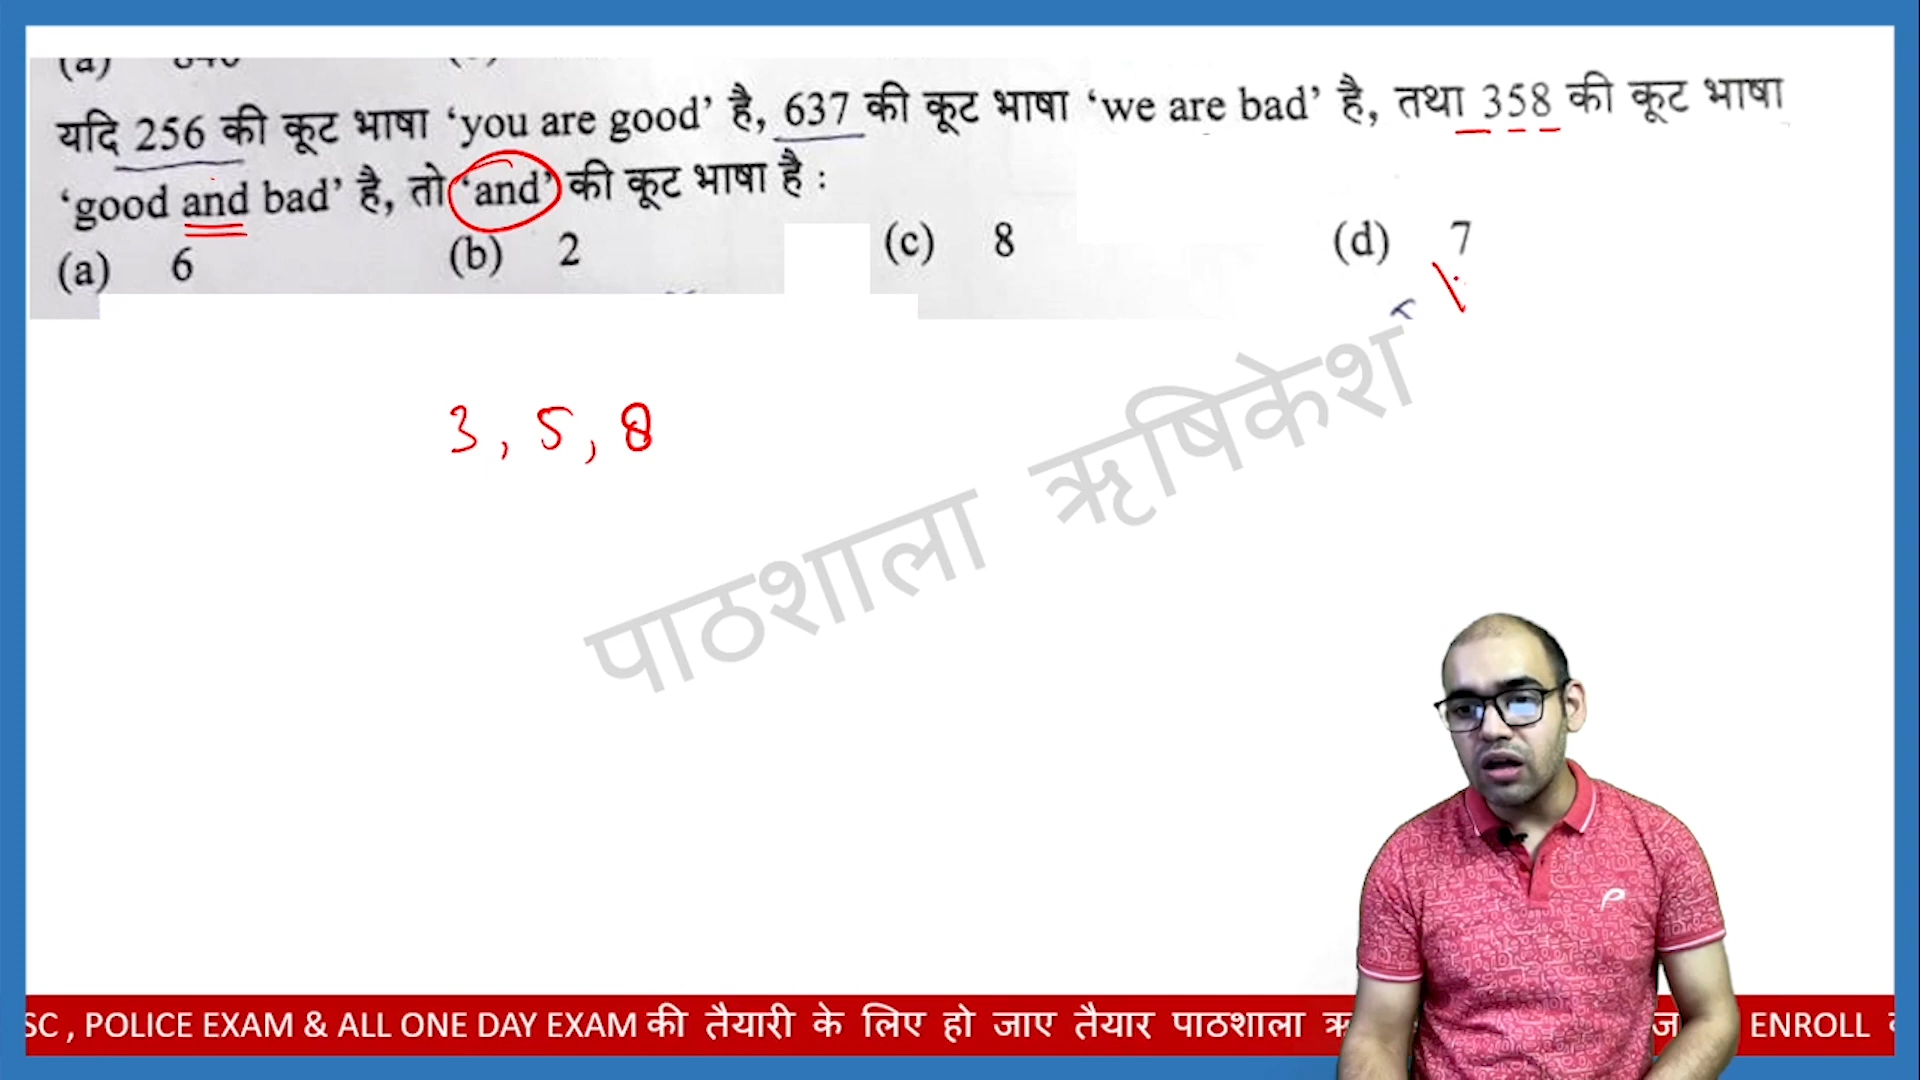 यदि 256 की कूट भाषा ‘you are good’ है, 637 की कूट भाषा ‘we are bad’ है, तथा 358 की कूट भाषा
‘good and bad’ है, तो ‘and’ की कूट भाषा है :
(a) 6 (b) 2 (c) 8 (d) 7
3, 5, 8
पाठशाला ऋषिकेश
SC , POLICE EXAM & ALL ONE DAY EXAM की तैयारी के लिए हो जाए तैयार पाठशाला ENROLL